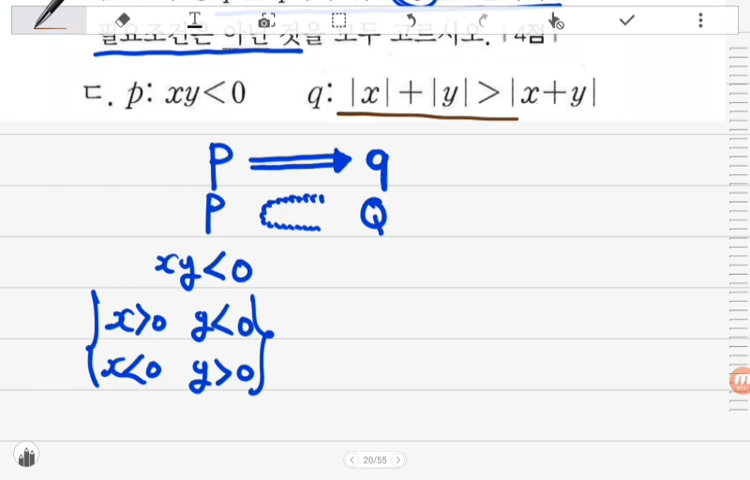 필요조건은 아닌 것을 모두 고르시오. [4점]
ㄷ. p: xy<0 q: |x|+|y|>|x+y|
P ⟹ q
P ⊂ Q
xy<0
x>0 y<0
x<0 y>0
20/55